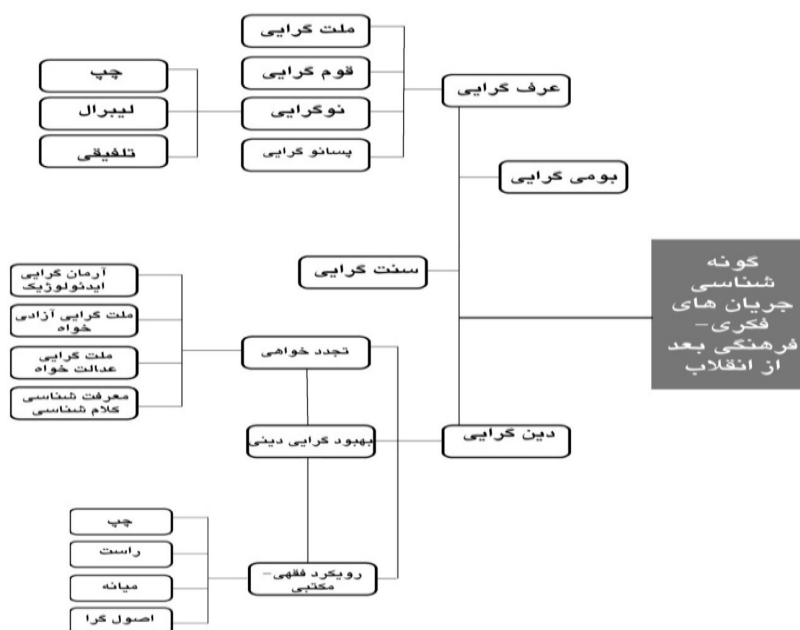 گونه
شناسی
جریان های
فکری-
فرهنگی بعد
از انقلاب
عرف گرایی
ملت گرایی
قوم گرایی
نوگرایی
چپ
لیبرال
تلفیقی
پسانو گرایی
بومی گرایی
سنت گرایی
دین گرایی
تجدد خواهی
آرمان گرایی
ایدئولوژیک
ملت گرایی آزادی
خواه
ملت گرایی
عدالت خواه
معرفت شناسی
کلام شناسی
بهبود گرایی دینی
رویکرد فقهی-
مکتبی
چپ
راست
میانه
اصول گرا